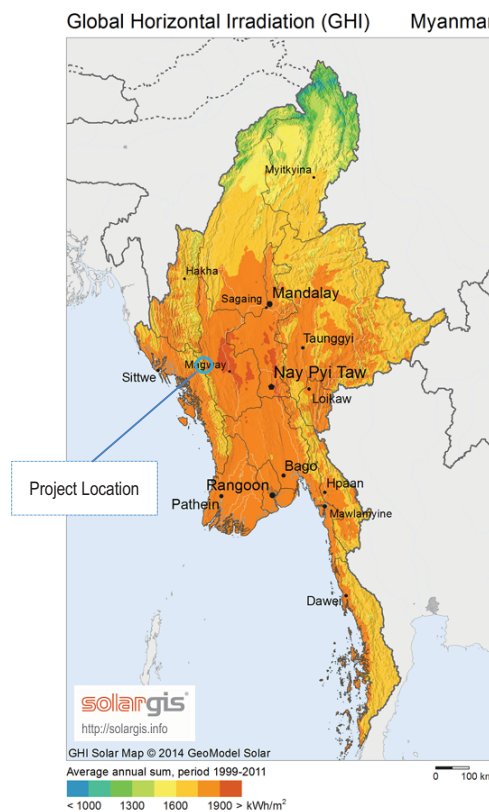 Global Horizontal Irradiation (GHI) Myanmar
Myitkyina
Hakha
Sagaing
Mandalay
Taunggyi
Magway
Sittwe
Nay Pyi Taw
Loikaw
Project Location
Bago
Rangoon
Hpaan
Pathein
Mawlamyine
Dawei
solargis
http://solargis.info
GHI Solar Map © 2014 GeoModel Solar
Average annual sum, period 1999-2011
0 100 km
< 1000 1300 1600 1900 > kWh/m²